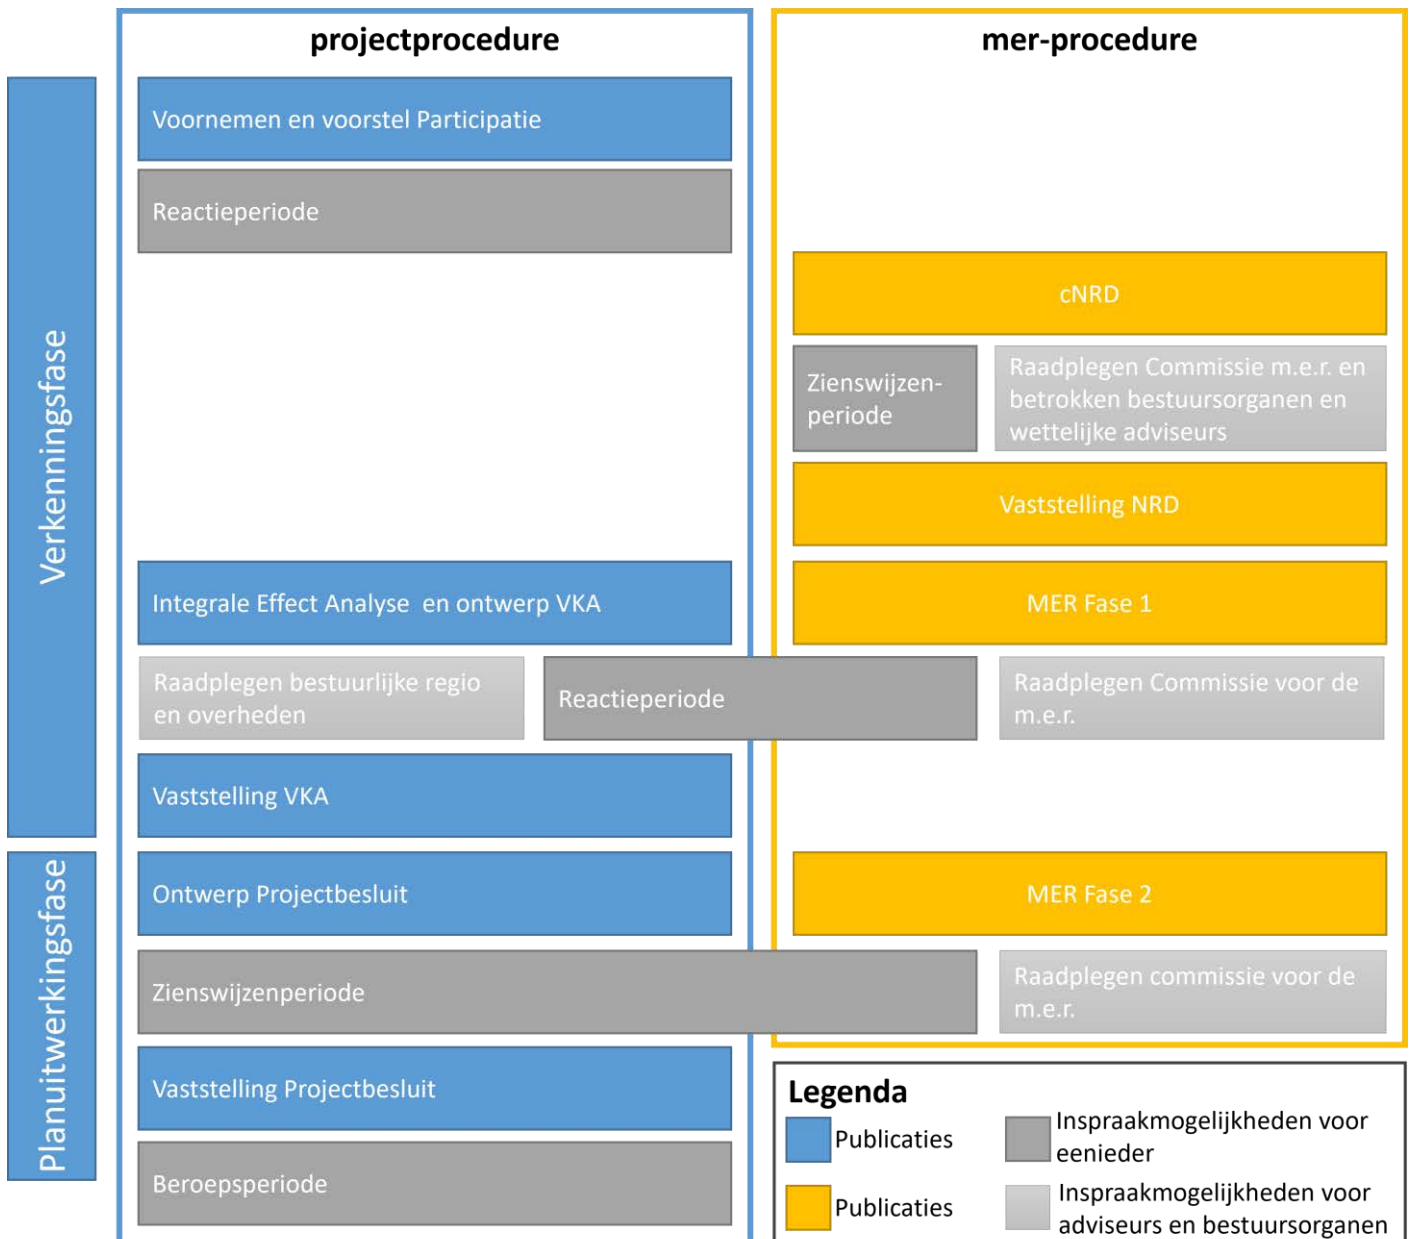 projectprocedure
mer-procedure
Verkenningsfase
Voornemen en voorstel Participatie
Reactieperiode
cNRD
Zienswijzen-
periode
Raadplegen Commissie m.e.r. en
betrokken bestuursorganen en
wettelijke adviseurs
Vaststelling NRD
Integrale Effect Analyse  en ontwerp VKA
MER Fase 1
Raadplegen bestuurlijke regio
en overheden
Reactieperiode
Raadplegen Commissie voor de
m.e.r.
Vaststelling VKA
Planuitwerkingsfase
Ontwerp Projectbesluit
MER Fase 2
Zienswijzenperiode
Raadplegen commissie voor de
m.e.r.
Vaststelling Projectbesluit
Beroepsperiode
Legenda
Publicaties
Inspraakmogelijkheden voor
eenieder
Publicaties
Inspraakmogelijkheden voor
adviseurs en bestuursorganen